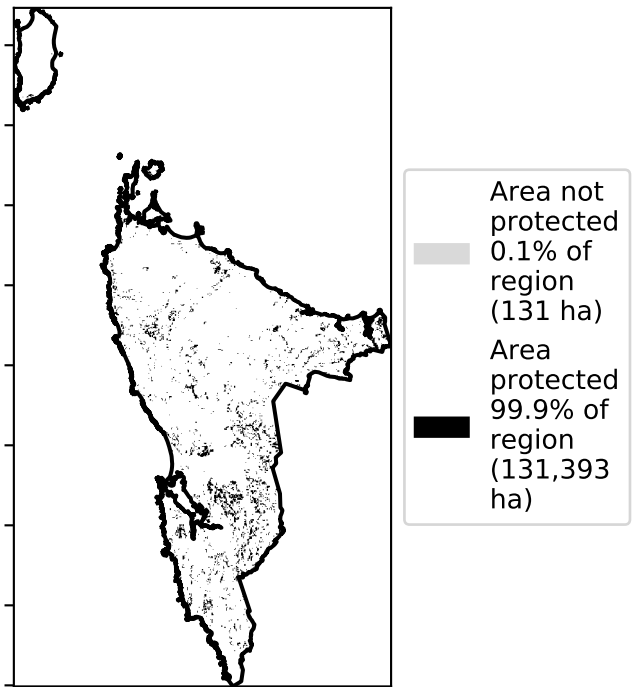 Area not
protected
0.1% of
region
(131 ha)
Area
protected
99.9% of
region
(131,393
ha)